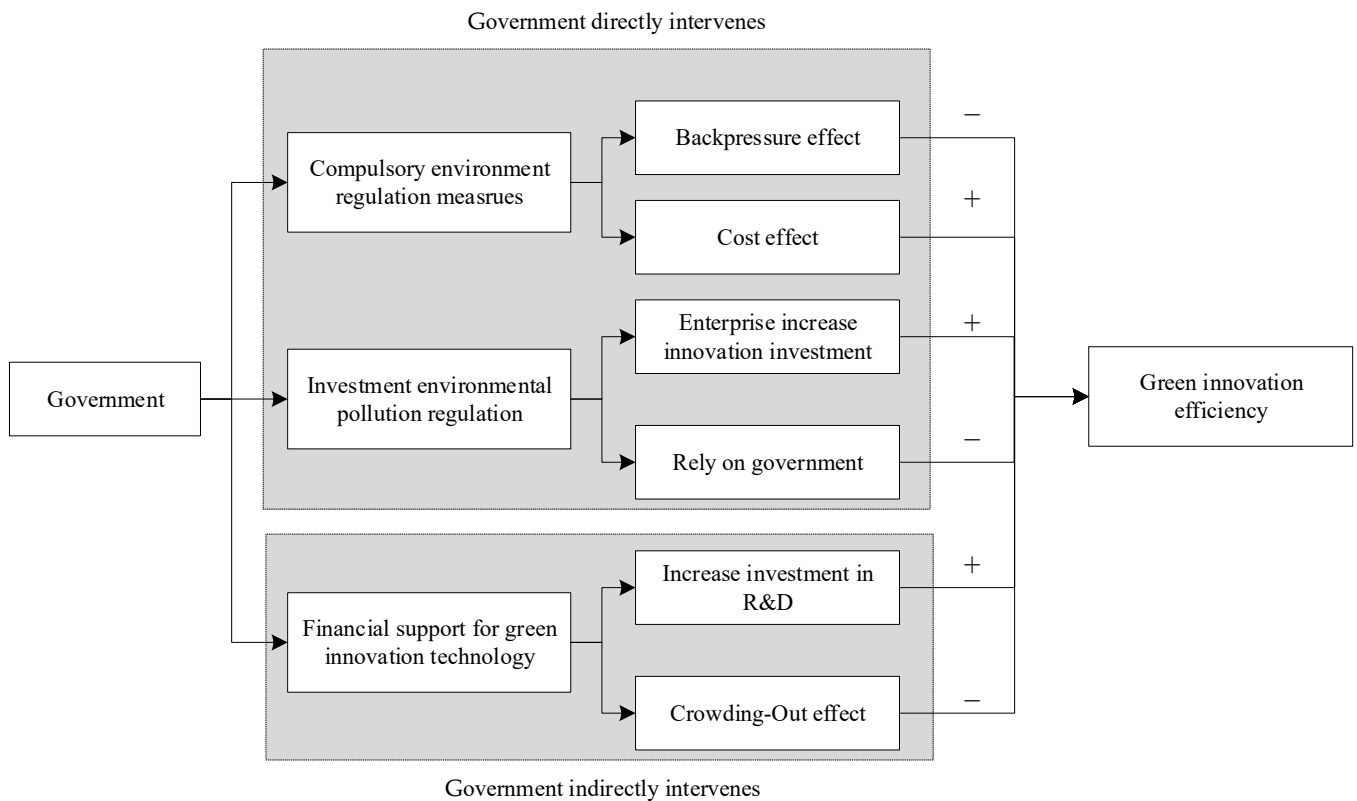 Government directly intervenes
Government
Compulsory environment
regulation measrues
Backpressure effect
−
Cost effect
+
Investment environmental
pollution regulation
Enterprise increase
innovation investment
+
Rely on government
−
Financial support for green
innovation technology
Increase investment in
R&D
+
Crowding-Out effect
−
Green innovation
efficiency
Government indirectly intervenes